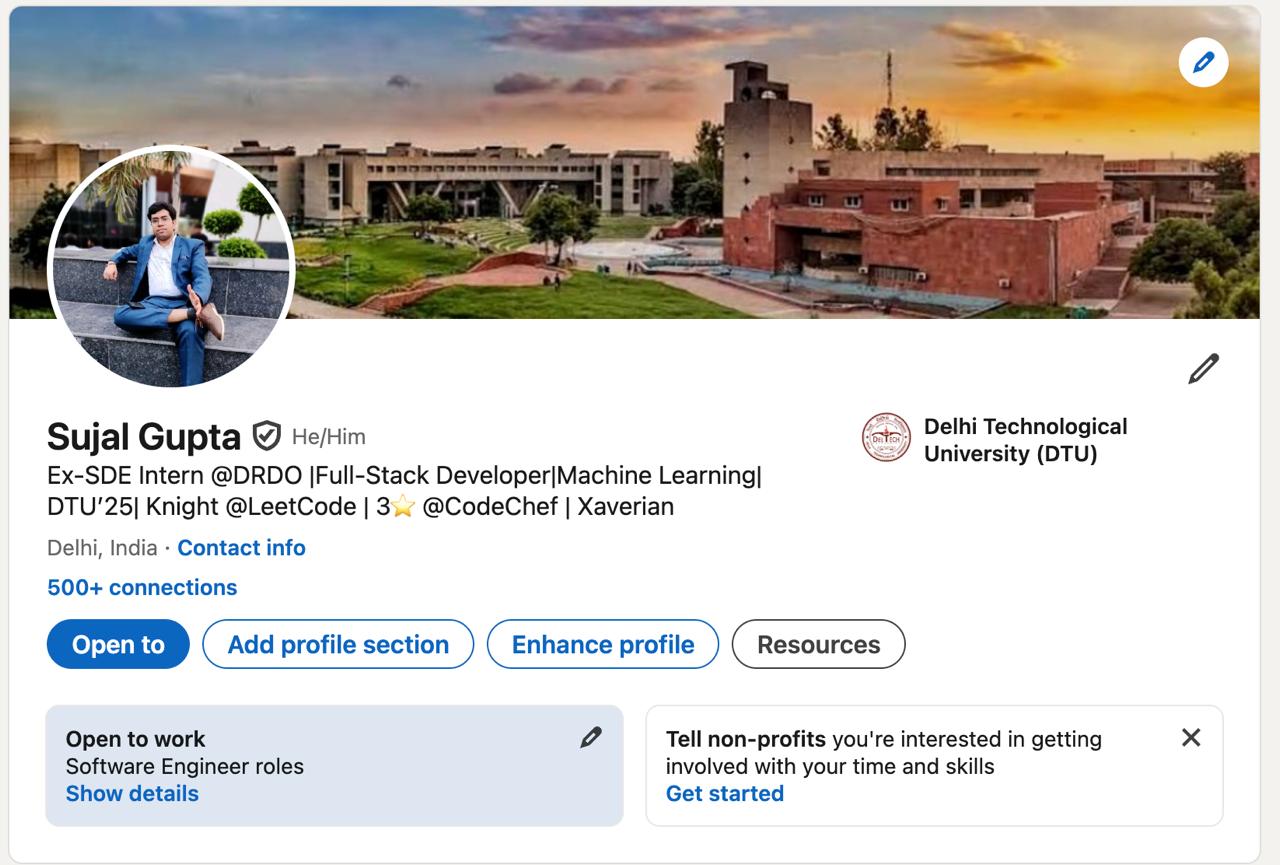 Sujal Gupta He/Him
Ex-SDE Intern @DRDO |Full-Stack Developer|Machine Learning|
DTU’25| Knight @LeetCode | 3⭐ @CodeChef | Xaverian
Delhi, India · Contact info
500+ connections
DELTECH
Delhi Technological
University (DTU)
Open to
Add profile section
Enhance profile
Resources
Open to work
Software Engineer roles
Show details
Tell non-profits you're interested in getting
involved with your time and skills
Get started